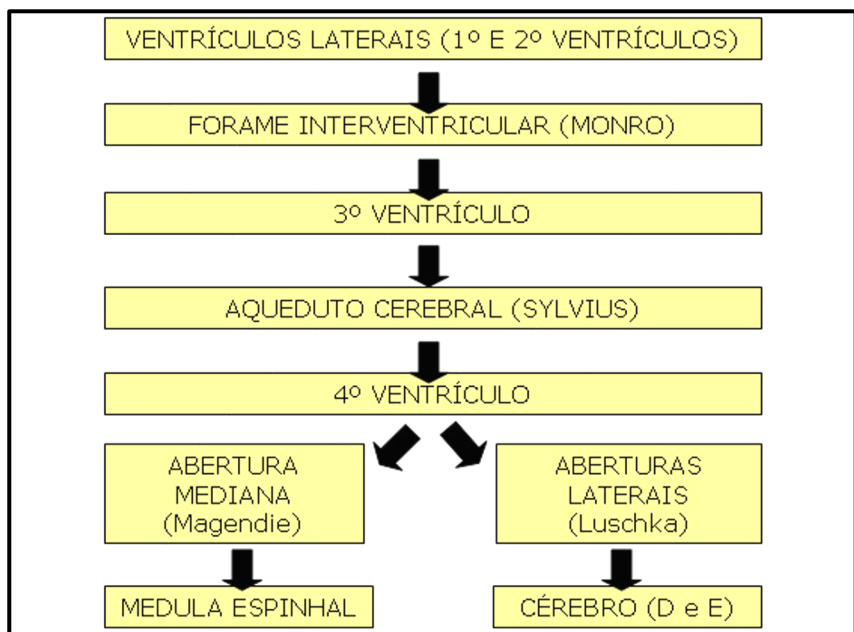 VENTRÍCULOS LATERAIS (1º E 2º VENTRÍCULOS)
FORAME INTERVENTRICULAR (MONRO)
3º VENTRÍCULO
AQUEDUTO CEREBRAL (SYLVIUS)
4º VENTRÍCULO
ABERTURA
MEDIANA
(Magendie)
ABERTURAS
LATERAIS
(Luschka)
MEDULA ESPINHAL
CÉREBRO (D e E)